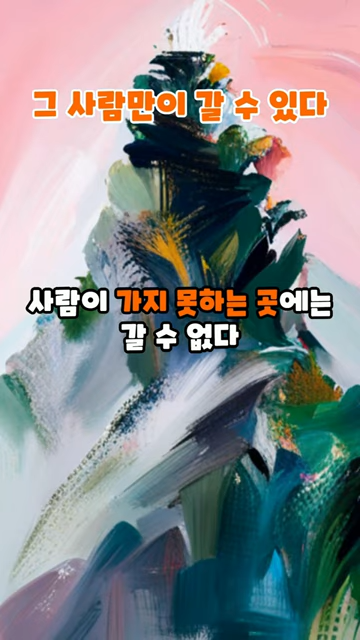 그 사람만이 갈 수 있다
사람이 가지 못하는 곳에는
갈 수 없다